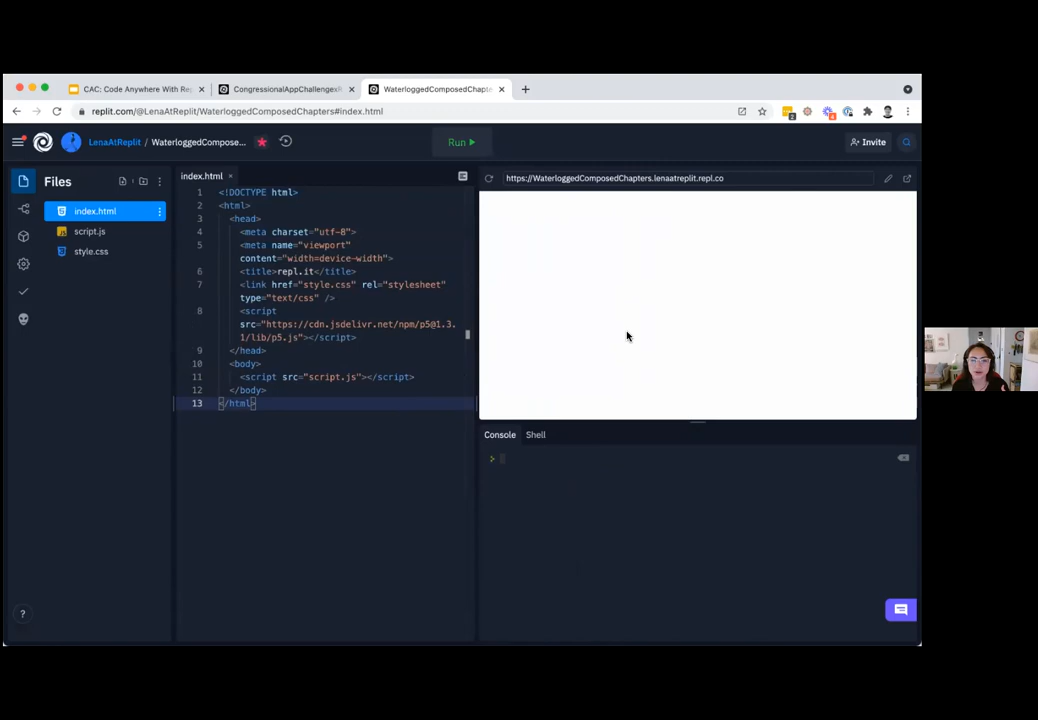 CAC: Code Anywhere With Rep
CongressionalAppChallengexR
WaterloggedComposedChapte
replit.com/@LenaAtReplit/WaterloggedComposedChapters#index.html
2
4
LenaAtReplit / WaterloggedCompose...
Run
Invite
Files
index.html
script.js
style.css
index.html
https://WaterloggedComposedChapters.lenaatreplit.repl.co
1 <!DOCTYPE html>
2 <html>
3 <head>
4 <meta charset="utf-8">
5 <meta name="viewport"
content="width=device-width">
6 <title>repl.it</title>
7 <link href="style.css" rel="stylesheet"
type="text/css" />
8 <script
src="https://cdn.jsdelivr.net/npm/p5@1.3.
1/lib/p5.js"></script>
9 </head>
10 <body>
11 <script src="script.js"></script>
12 </body>
13 </html>
Console Shell
>
?